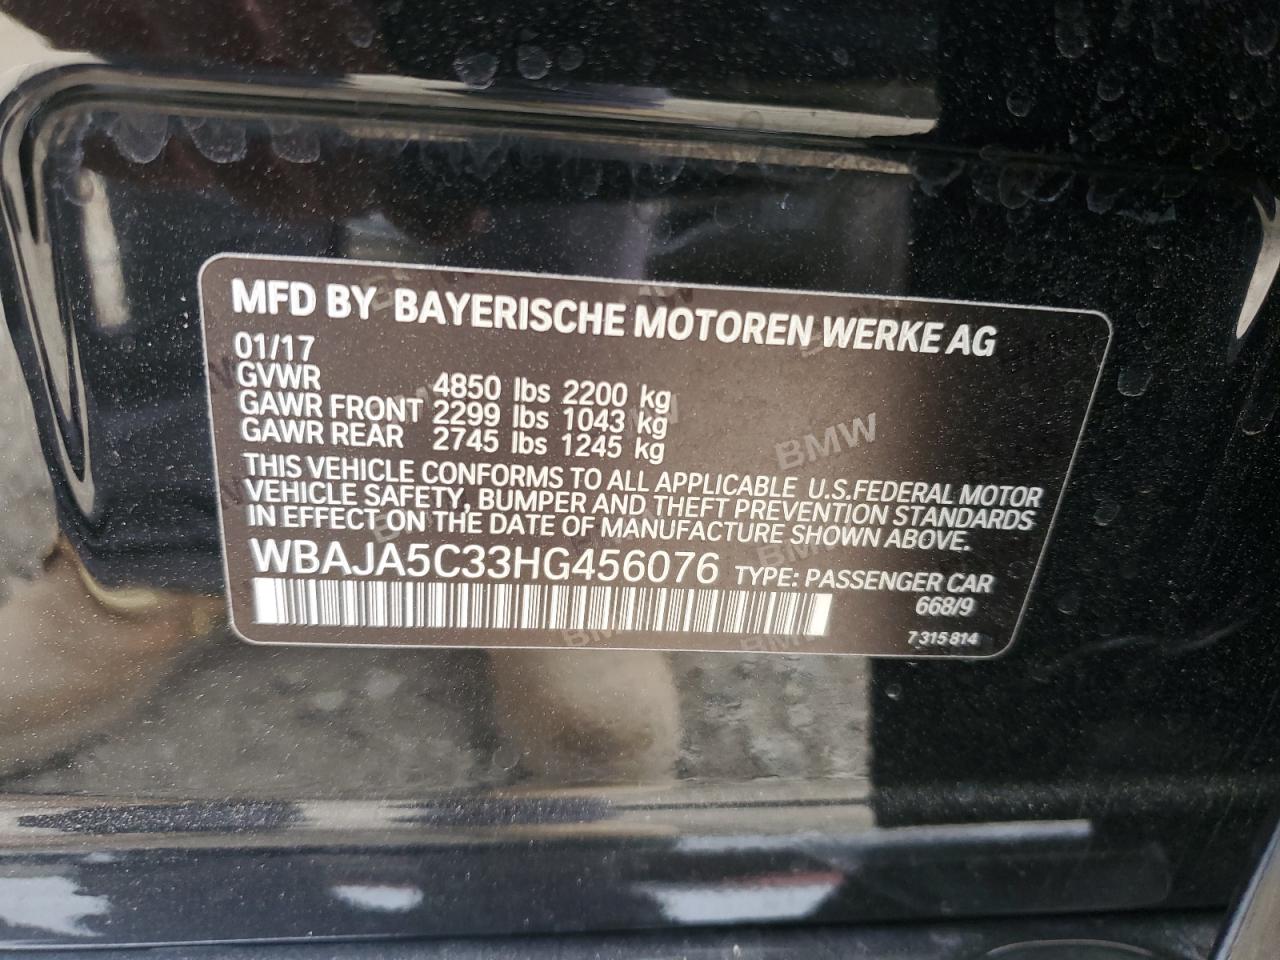 MFD BY BAYERISCHE MOTOREN WERKE AG
01/17
GVWR 4850 lbs 2200 kg
GAWR FRONT 2299 lbs 1043 kg
GAWR REAR 2745 lbs 1245 kg
THIS VEHICLE CONFORMS TO ALL APPLICABLE U.S.FEDERAL MOTOR
VEHICLE SAFETY, BUMPER AND THEFT PREVENTION STANDARDS
IN EFFECT ON THE DATE OF MANUFACTURE SHOWN ABOVE.
WBAJA5C33HG456076 TYPE: PASSENGER CAR
668/9
7 315 814
BMW